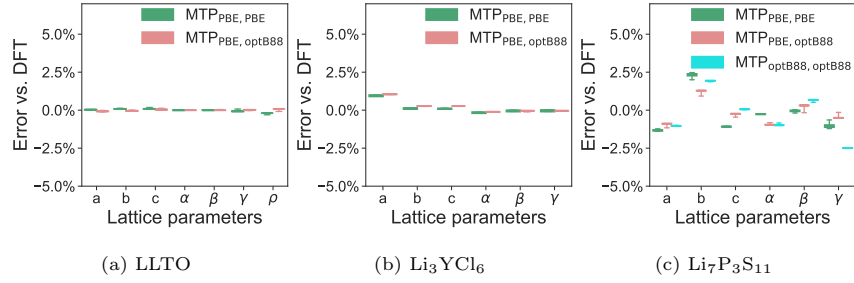 MTP_PBE, PBE
MTP_PBE, optB88
5.0%
2.5%
0.0%
−2.5%
−5.0%
Error vs. DFT
a b c α β γ ρ
Lattice parameters
(a) LLTO
MTP_PBE, PBE
MTP_PBE, optB88
5.0%
2.5%
0.0%
−2.5%
−5.0%
Error vs. DFT
a b c α β γ
Lattice parameters
(b) Li₃YCl₆
MTP_PBE, PBE
MTP_PBE, optB88
MTP_optB88, optB88
5.0%
2.5%
0.0%
−2.5%
−5.0%
Error vs. DFT
a b c α β γ
Lattice parameters
(c) Li₇P₃S₁₁